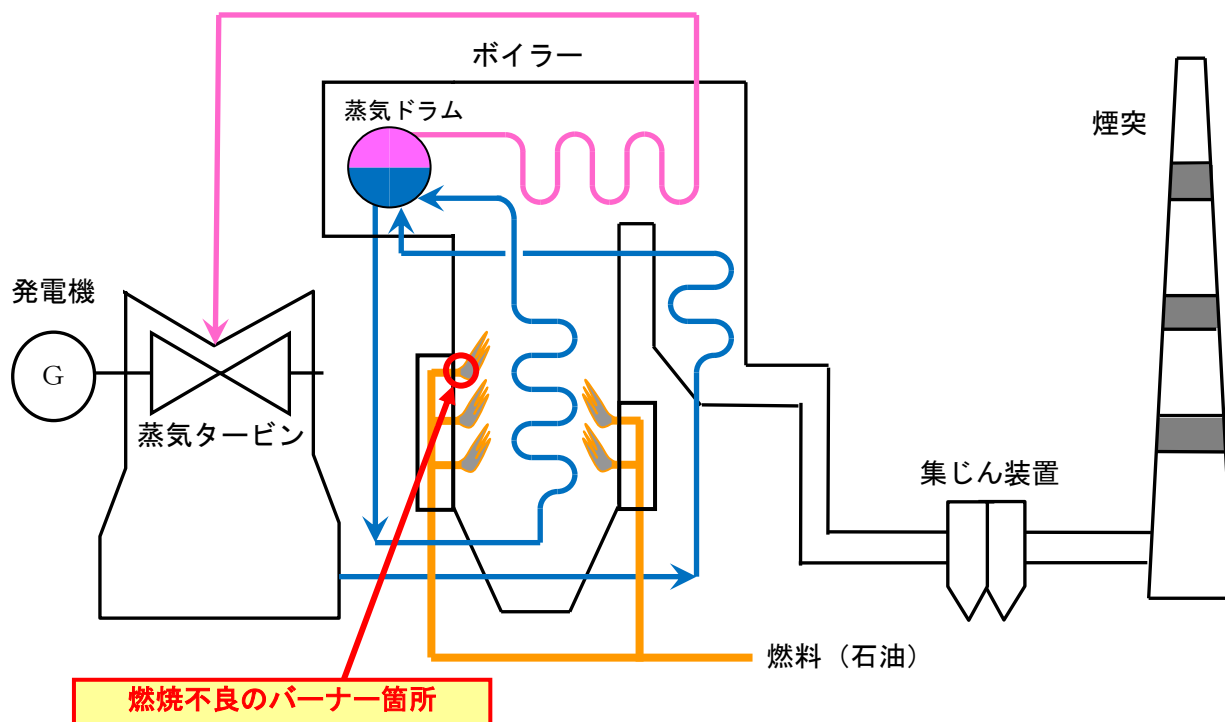 ボイラー
蒸気ドラム
煙突
発電機
G
蒸気タービン
集じん装置
燃料（石油）
燃焼不良のバーナー箇所